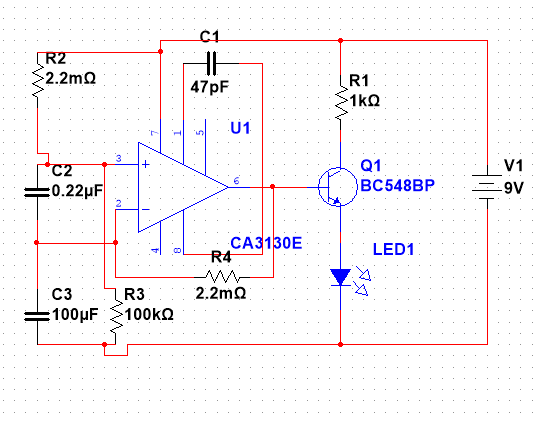 C1
47pF
R2
2.2mΩ
R1
1kΩ
7
1
5
U1
3
+
6
Q1
BC548BP
V1
9V
C2
0.22µF
2
−
4
8
CA3130E
LED1
R4
2.2mΩ
C3
100µF
R3
100kΩ